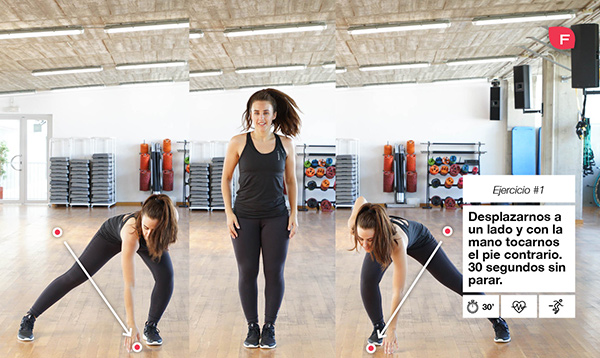 F
Ejercicio #1
Desplazarnos a
un lado y con la
mano tocarnos
el pie contrario.
30 segundos sin
parar.
30'